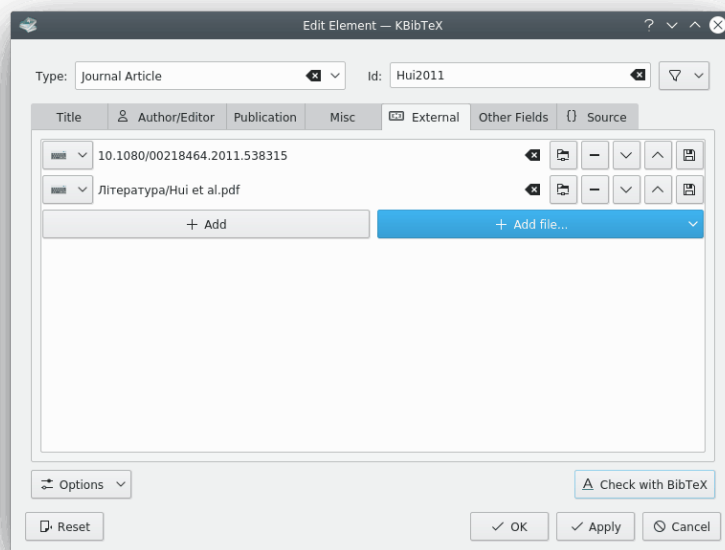 Edit Element — KBibTeX
Type: Journal Article Id: Hui2011
Title Author/Editor Publication Misc External Other Fields {} Source
10.1080/00218464.2011.538315
Література/Hui et al.pdf
+ Add + Add file...
Options A Check with BibTeX
Reset OK Apply Cancel